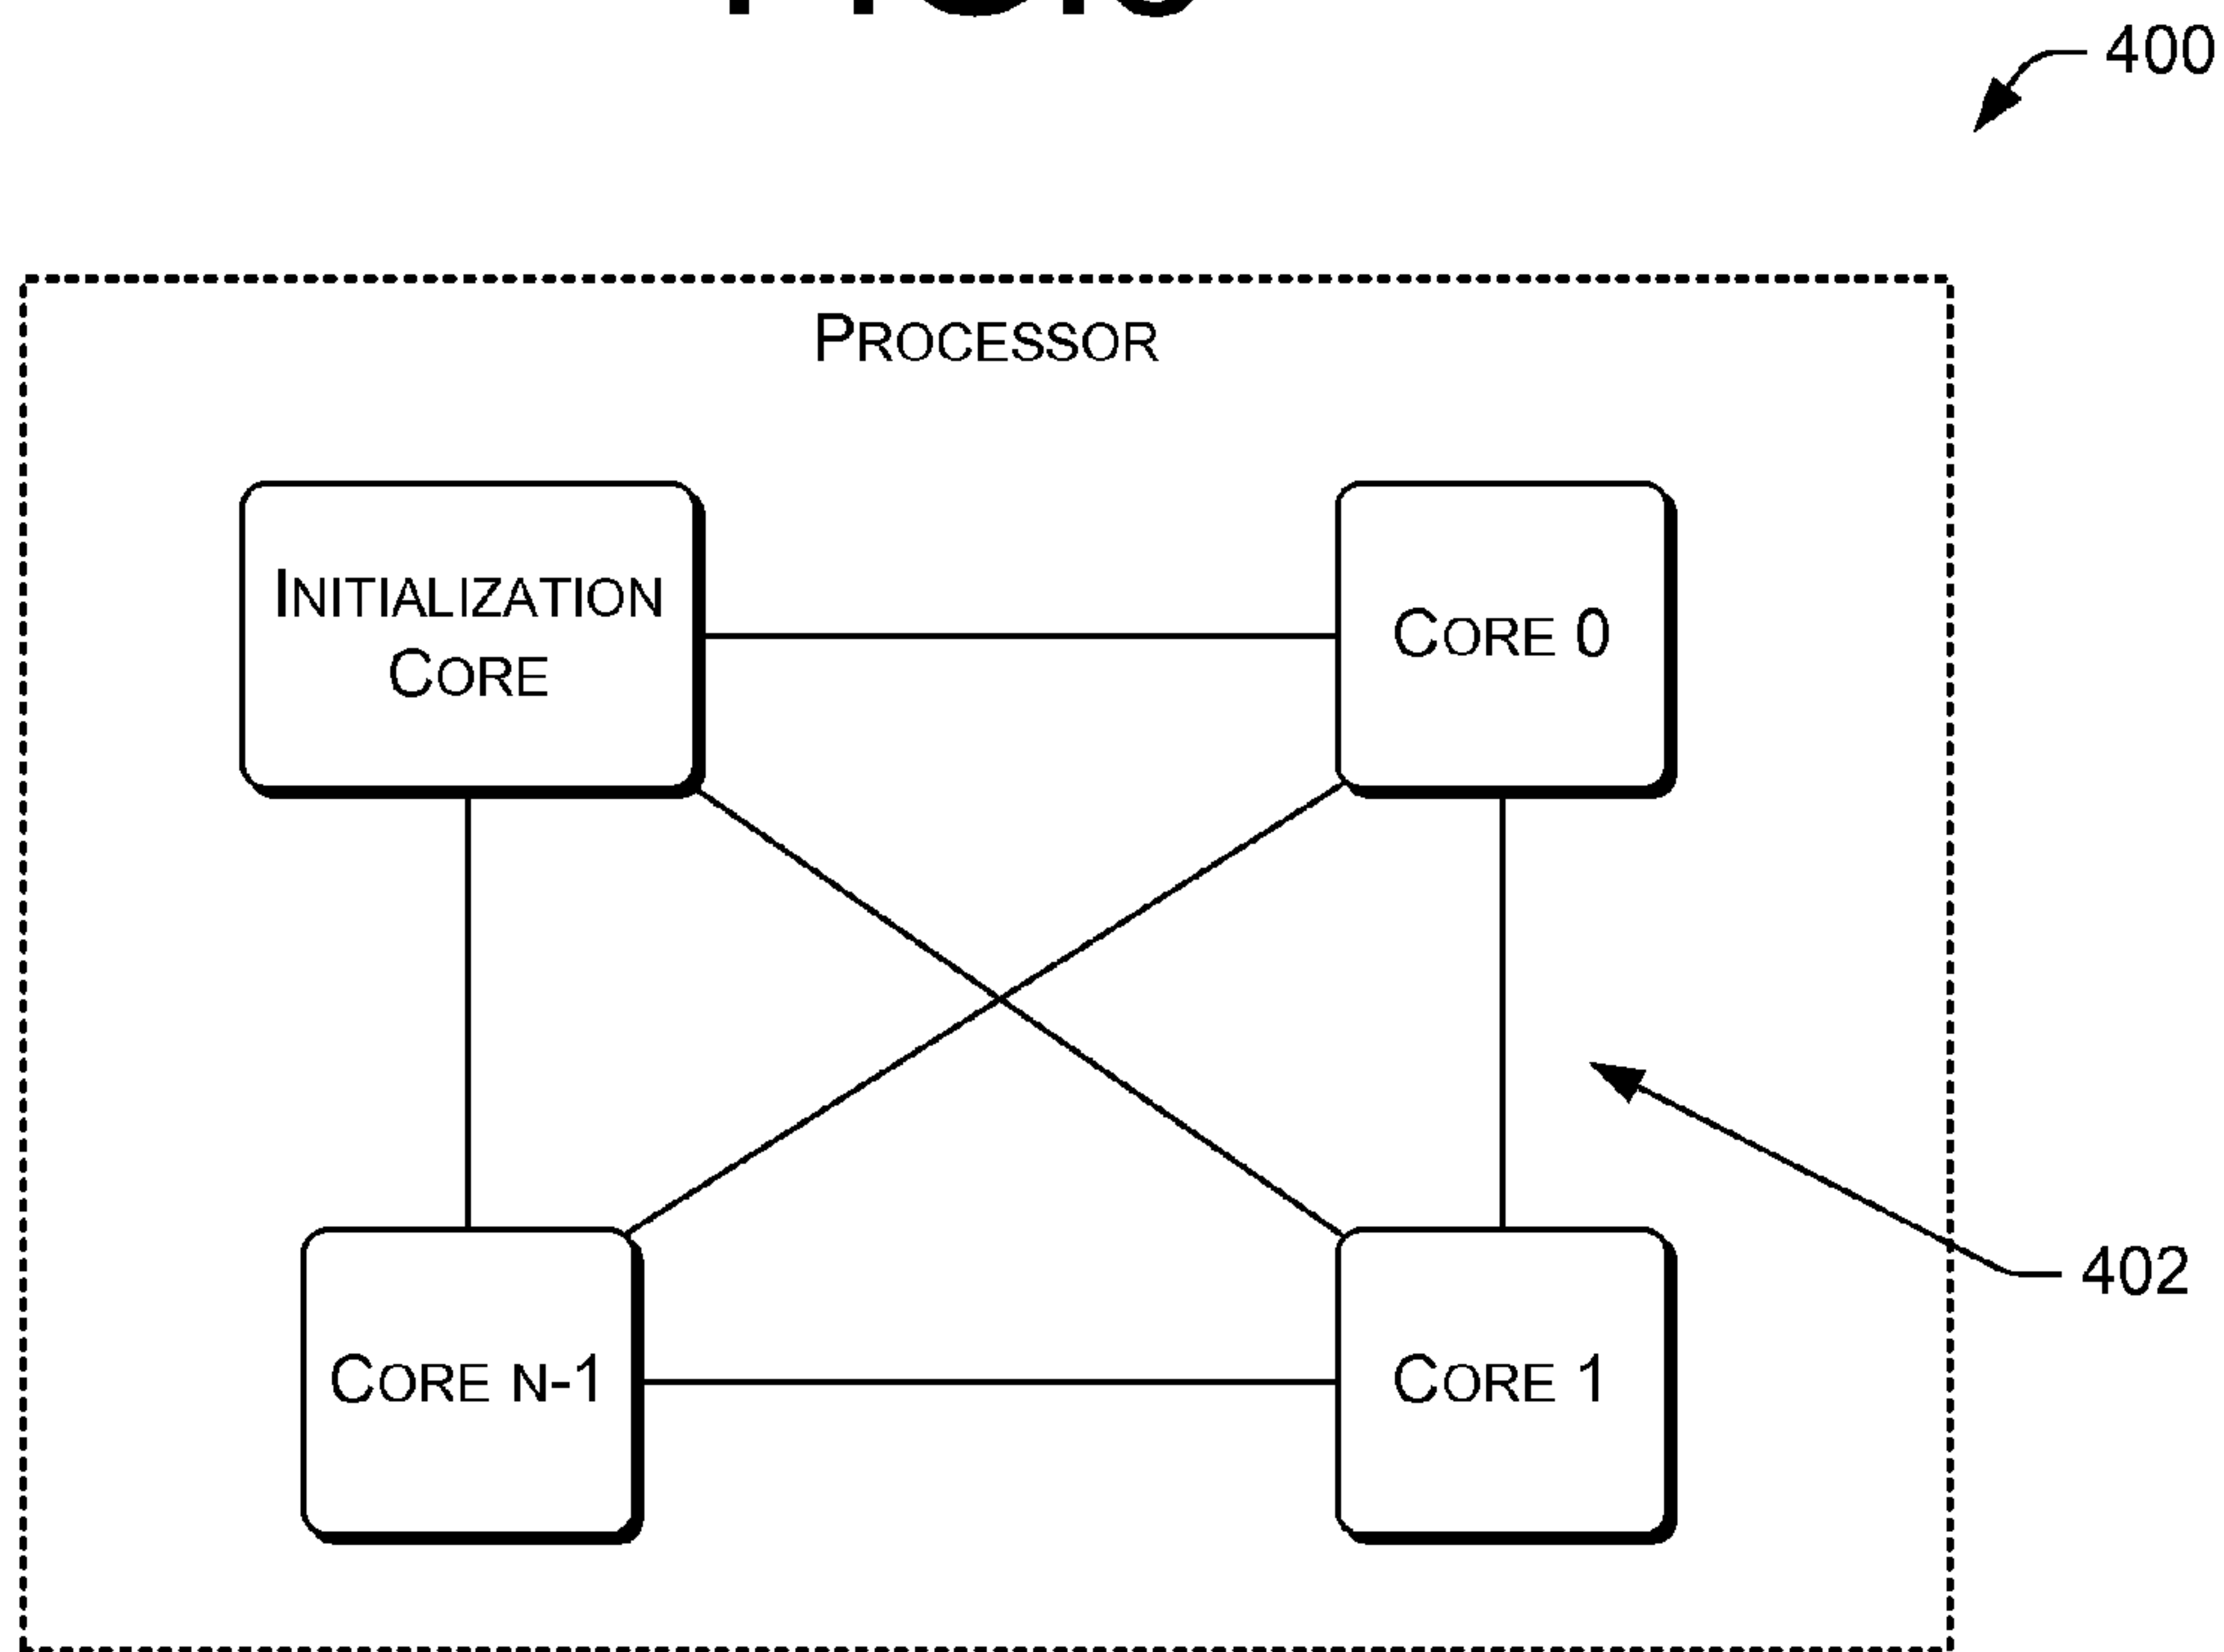 400
PROCESSOR
INITIALIZATION
CORE
CORE 0
402
CORE N-1
CORE 1